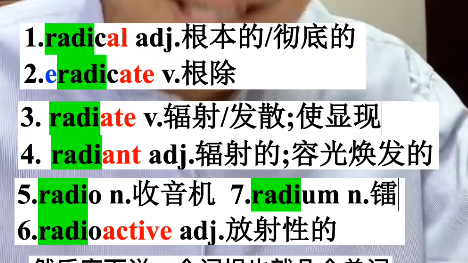 1.radical adj.根本的/彻底的
2.eradicate v.根除
3. radiate v.辐射/发散;使显现
4. radiant adj.辐射的;容光焕发的
5.radio n.收音机 7.radium n.镭
6.radioactive adj.放射性的